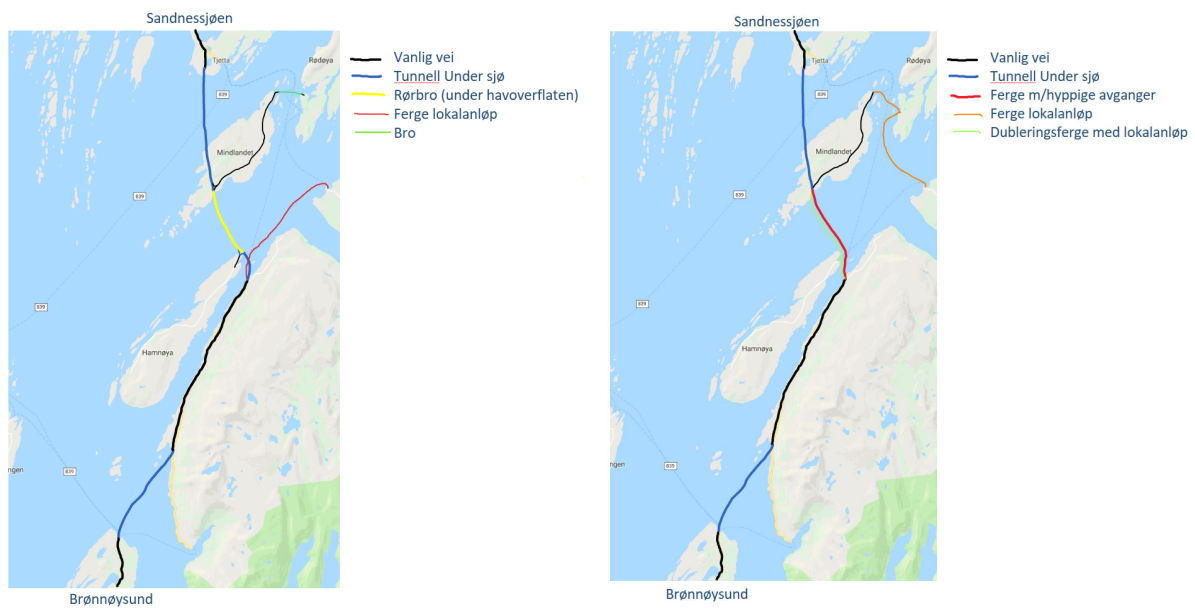 Sandnessjøen
Tjøtta
Rødøya
839
Mindlandet
839
839
Hamnøya
839
ngen
Brønnøysund
Vanlig vei
Tunnell Under sjø
Rørbro (under havoverflaten)
Ferge lokalanløp
Bro
Sandnessjøen
Tjøtta
Rødøya
839
Mindlandet
839
839
Hamnøya
839
ngen
Brønnøysund
Vanlig vei
Tunnell Under sjø
Ferge m/hyppige avganger
Ferge lokalanløp
Dubleringsferge med lokalanløp